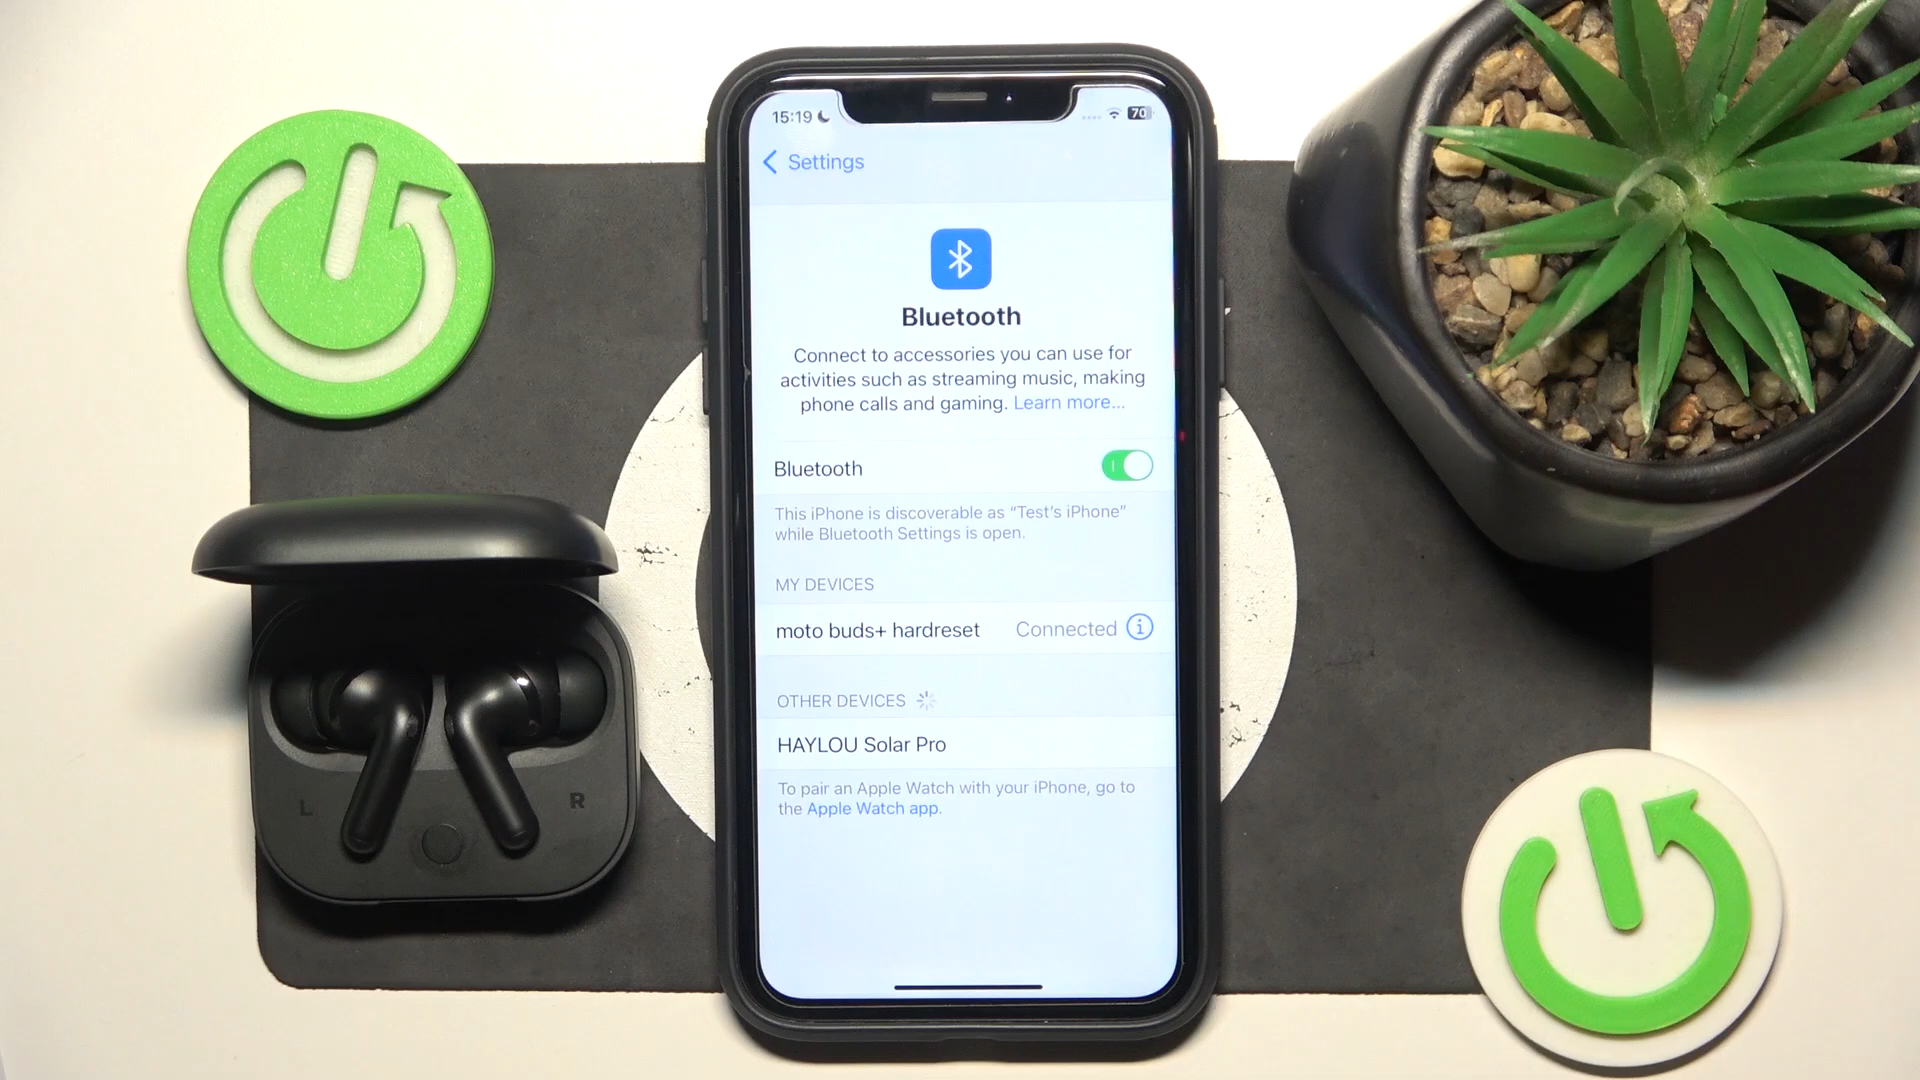 15:19
70
Settings
Bluetooth
Connect to accessories you can use for
activities such as streaming music, making
phone calls and gaming. Learn more...
Bluetooth
This iPhone is discoverable as “Test’s iPhone”
while Bluetooth Settings is open.
MY DEVICES
moto buds+ hardreset Connected
OTHER DEVICES
HAYLOU Solar Pro
To pair an Apple Watch with your iPhone, go to
the Apple Watch app.
L
R